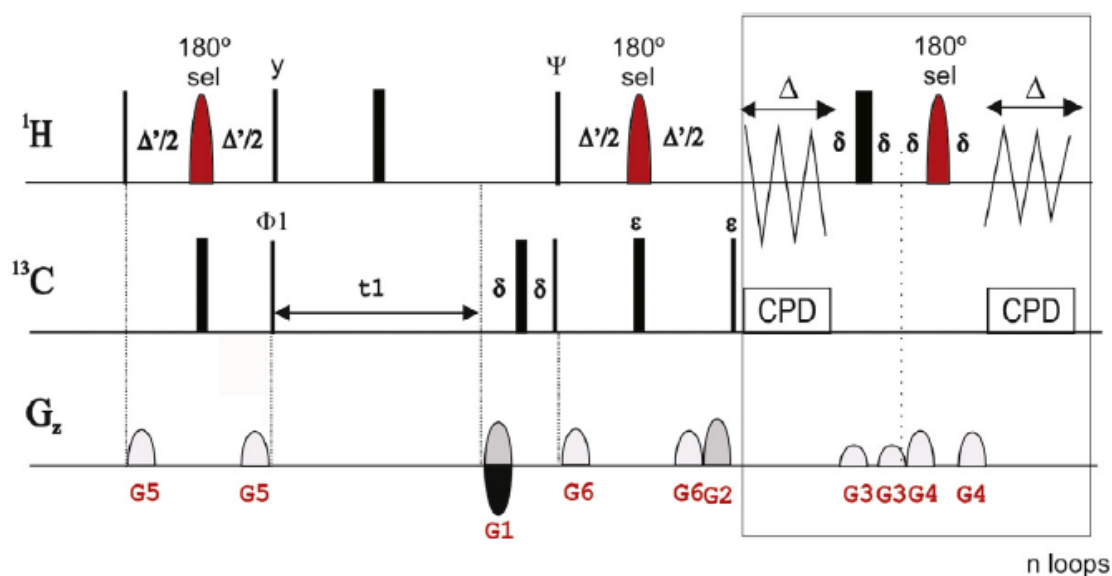 180º
sel
y
Ψ
180º
sel
Δ
180º
sel
Δ
¹H
Δ'/2
Δ'/2
Δ'/2
Δ'/2
δ
δ
δ
δ
Φ1
ε
ε
¹³C
t1
δ
δ
CPD
CPD
Gz
G5
G5
G1
G6
G6
G2
G3
G3
G4
G4
n loops